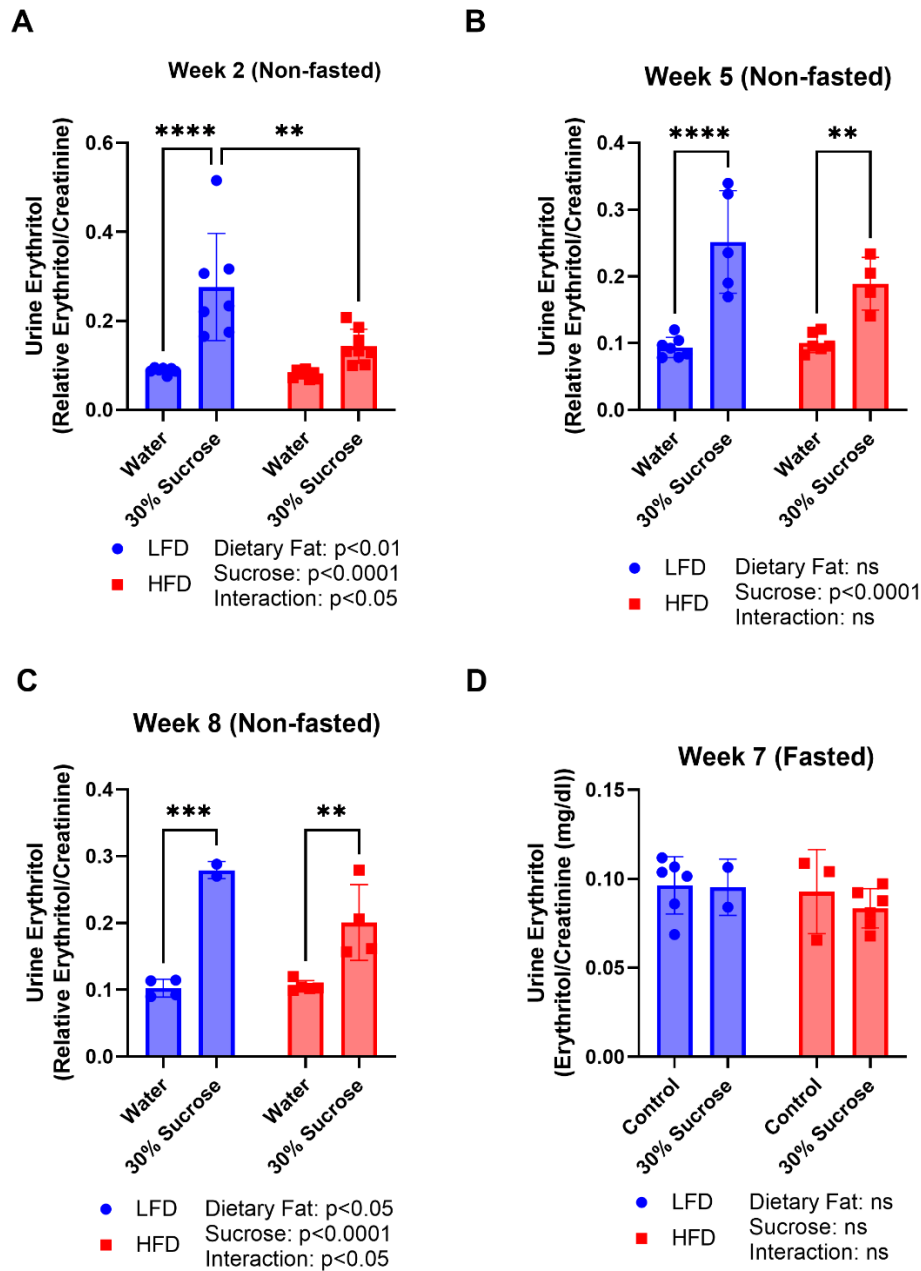 A
Week 2 (Non-fasted)
Urine Erythritol
(Relative Erythritol/Creatinine)
0.6
0.4
0.2
0.0
****
**
Water
30% Sucrose
Water
30% Sucrose
LFD
HFD
Dietary Fat: p<0.01
Sucrose: p<0.0001
Interaction: p<0.05
B
Week 5 (Non-fasted)
Urine Erythritol
(Relative Erythritol/Creatinine)
0.4
0.3
0.2
0.1
0.0
****
**
Water
30% Sucrose
Water
30% Sucrose
LFD
HFD
Dietary Fat: ns
Sucrose: p<0.0001
Interaction: ns
C
Week 8 (Non-fasted)
Urine Erythritol
(Relative Erythritol/Creatinine)
0.4
0.3
0.2
0.1
0.0
***
**
Water
30% Sucrose
Water
30% Sucrose
LFD
HFD
Dietary Fat: p<0.05
Sucrose: p<0.0001
Interaction: p<0.05
D
Week 7 (Fasted)
Urine Erythritol
(Erythritol/Creatinine (mg/dl))
0.15
0.10
0.05
0.00
Control
30% Sucrose
Control
30% Sucrose
LFD
HFD
Dietary Fat: ns
Sucrose: ns
Interaction: ns